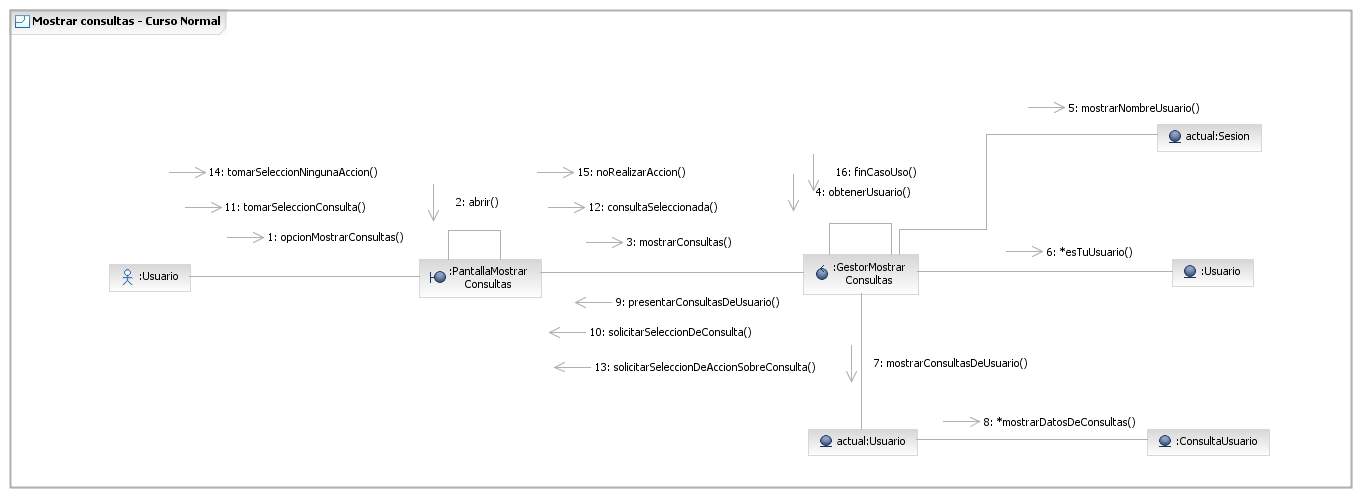 Mostrar consultas - Curso Normal
5: mostrarNombreUsuario()
actual:Sesion
14: tomarSeleccionNingunaAccion()
15: noRealizarAccion()
16: finCasoUso()
4: obtenerUsuario()
2: abrir()
11: tomarSeleccionConsulta()
12: consultaSeleccionada()
1: opcionMostrarConsultas()
3: mostrarConsultas()
6: *esTuUsuario()
:Usuario
:PantallaMostrar
Consultas
:GestorMostrar
Consultas
:Usuario
9: presentarConsultasDeUsuario()
10: solicitarSeleccionDeConsulta()
13: solicitarSeleccionDeAccionSobreConsulta()
7: mostrarConsultasDeUsuario()
8: *mostrarDatosDeConsultas()
actual:Usuario
:ConsultaUsuario